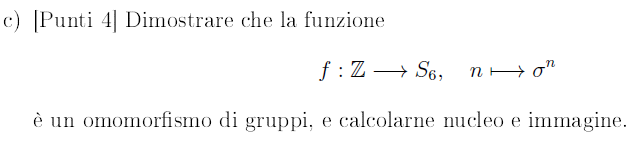 c) [Punti 4] Dimostrare che la funzione
f : ℤ ⟶ S₆, n ⟼ σⁿ
è un omomorfismo di gruppi, e calcolarne nucleo e immagine.